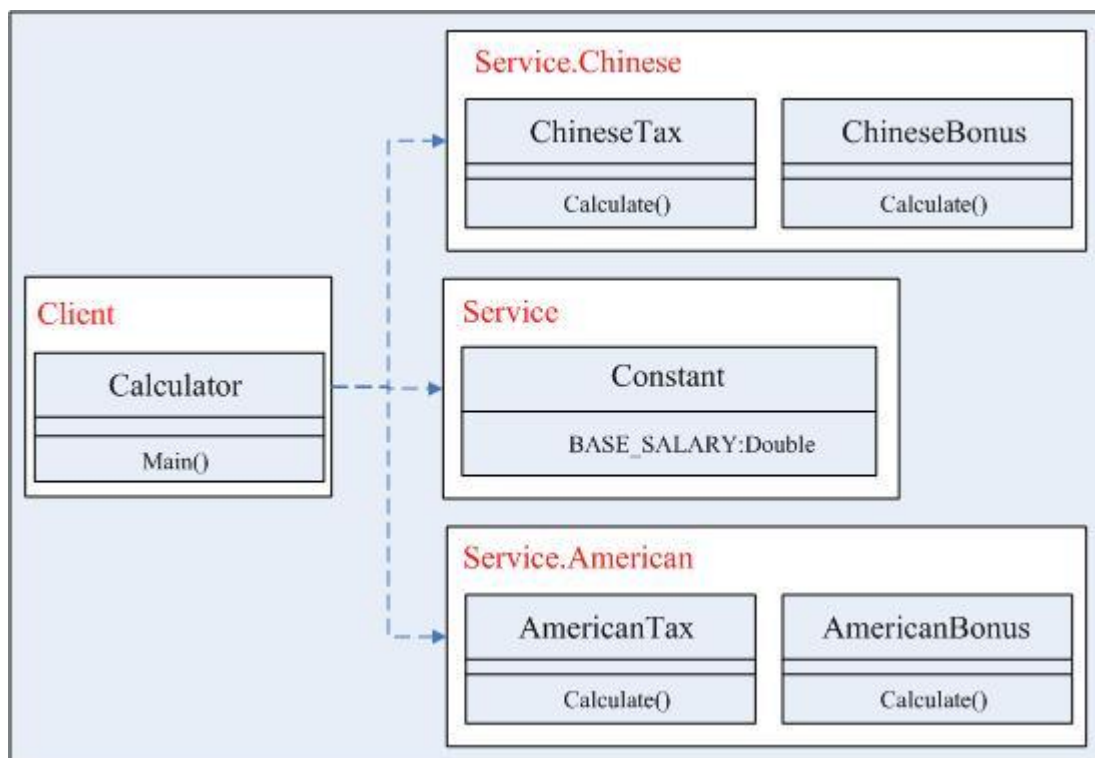 Service.Chinese
ChineseTax
Calculate()
ChineseBonus
Calculate()
Client
Calculator
Main()
Service
Constant
BASE_SALARY:Double
Service.American
AmericanTax
Calculate()
AmericanBonus
Calculate()